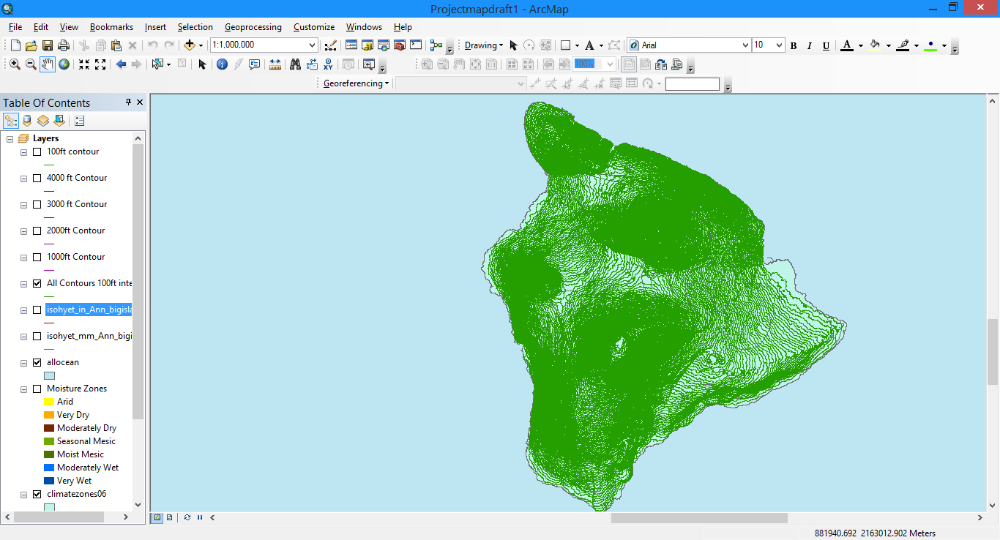 Projectmapdraft1 - ArcMap
File Edit View Bookmarks Insert Selection Geoprocessing Customize Windows Help
1:1,000,000 Drawing A Arial 10 B I U A
100%
Georeferencing
Table Of Contents
Layers
100ft contour
4000 ft Contour
3000 ft Contour
2000ft Contour
1000ft Contour
All Contours 100ft inte
isohyet_in_Ann_bigisla
isohyet_mm_Ann_bigi
allocean
Moisture Zones
Arid
Very Dry
Moderately Dry
Seasonal Mesic
Moist Mesic
Moderately Wet
Very Wet
climatezones06
881940.692 2163012.902 Meters